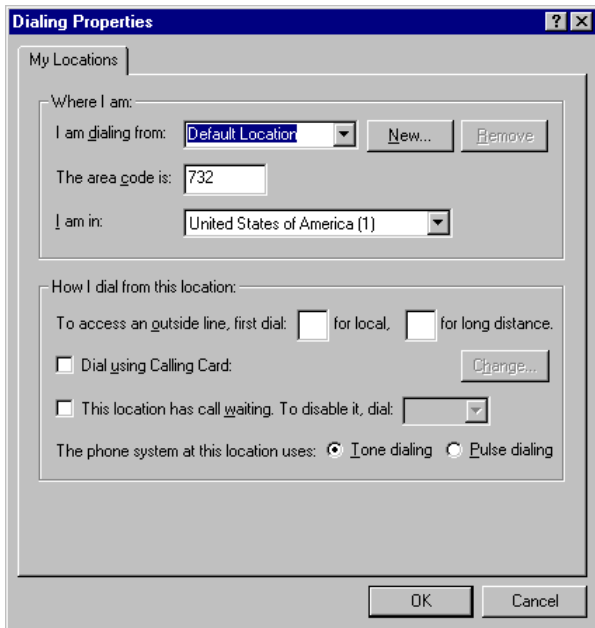 Dialing Properties
My Locations
Where I am:
I am dialing from: Default Location New... Remove
The area code is: 732
I am in: United States of America (1)
How I dial from this location:
To access an outside line, first dial: for local, for long distance.
Dial using Calling Card: Change...
This location has call waiting. To disable it, dial:
The phone system at this location uses: Tone dialing Pulse dialing
OK Cancel